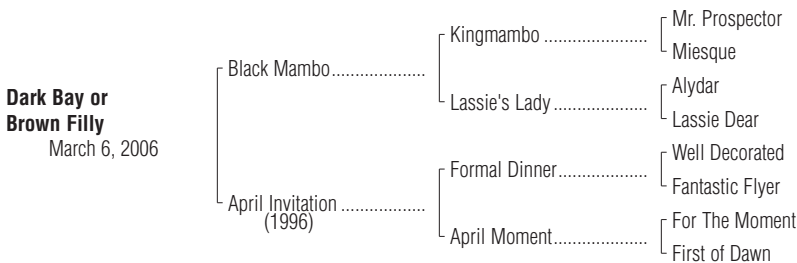 Dark Bay or
Brown Filly
March 6, 2006
Black Mambo....................
April Invitation ..................
(1996)
Kingmambo ......................
Lassie's Lady ....................
Formal Dinner...................
April Moment....................
Mr. Prospector
Miesque
Alydar
Lassie Dear
Well Decorated
Fantastic Flyer
For The Moment
First of Dawn